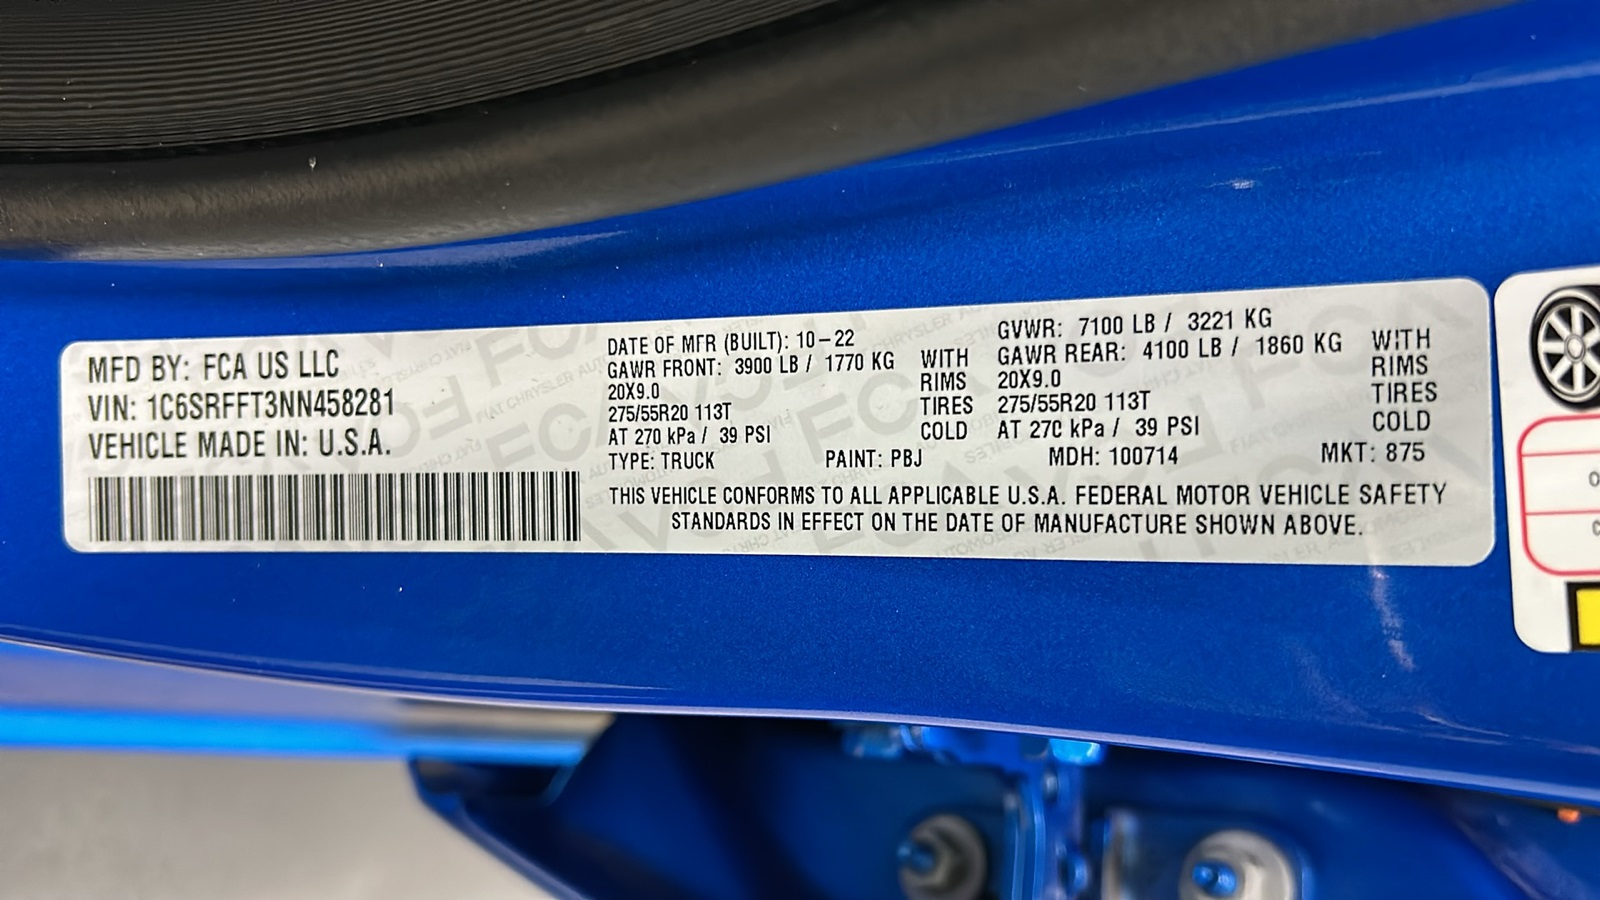 MFD BY: FCA US LLC
VIN: 1C6SRFFT3NN458281
VEHICLE MADE IN: U.S.A.
DATE OF MFR (BUILT): 10-22
GAWR FRONT: 3900 LB / 1770 KG WITH
20X9.0 RIMS
275/55R20 113T TIRES
AT 270 kPa / 39 PSI COLD
GVWR: 7100 LB / 3221 KG
GAWR REAR: 4100 LB / 1860 KG WITH
20X9.0 RIMS
275/55R20 113T TIRES
AT 270 kPa / 39 PSI COLD
TYPE: TRUCK PAINT: PBJ MDH: 100714 MKT: 875
THIS VEHICLE CONFORMS TO ALL APPLICABLE U.S.A. FEDERAL MOTOR VEHICLE SAFETY
STANDARDS IN EFFECT ON THE DATE OF MANUFACTURE SHOWN ABOVE.